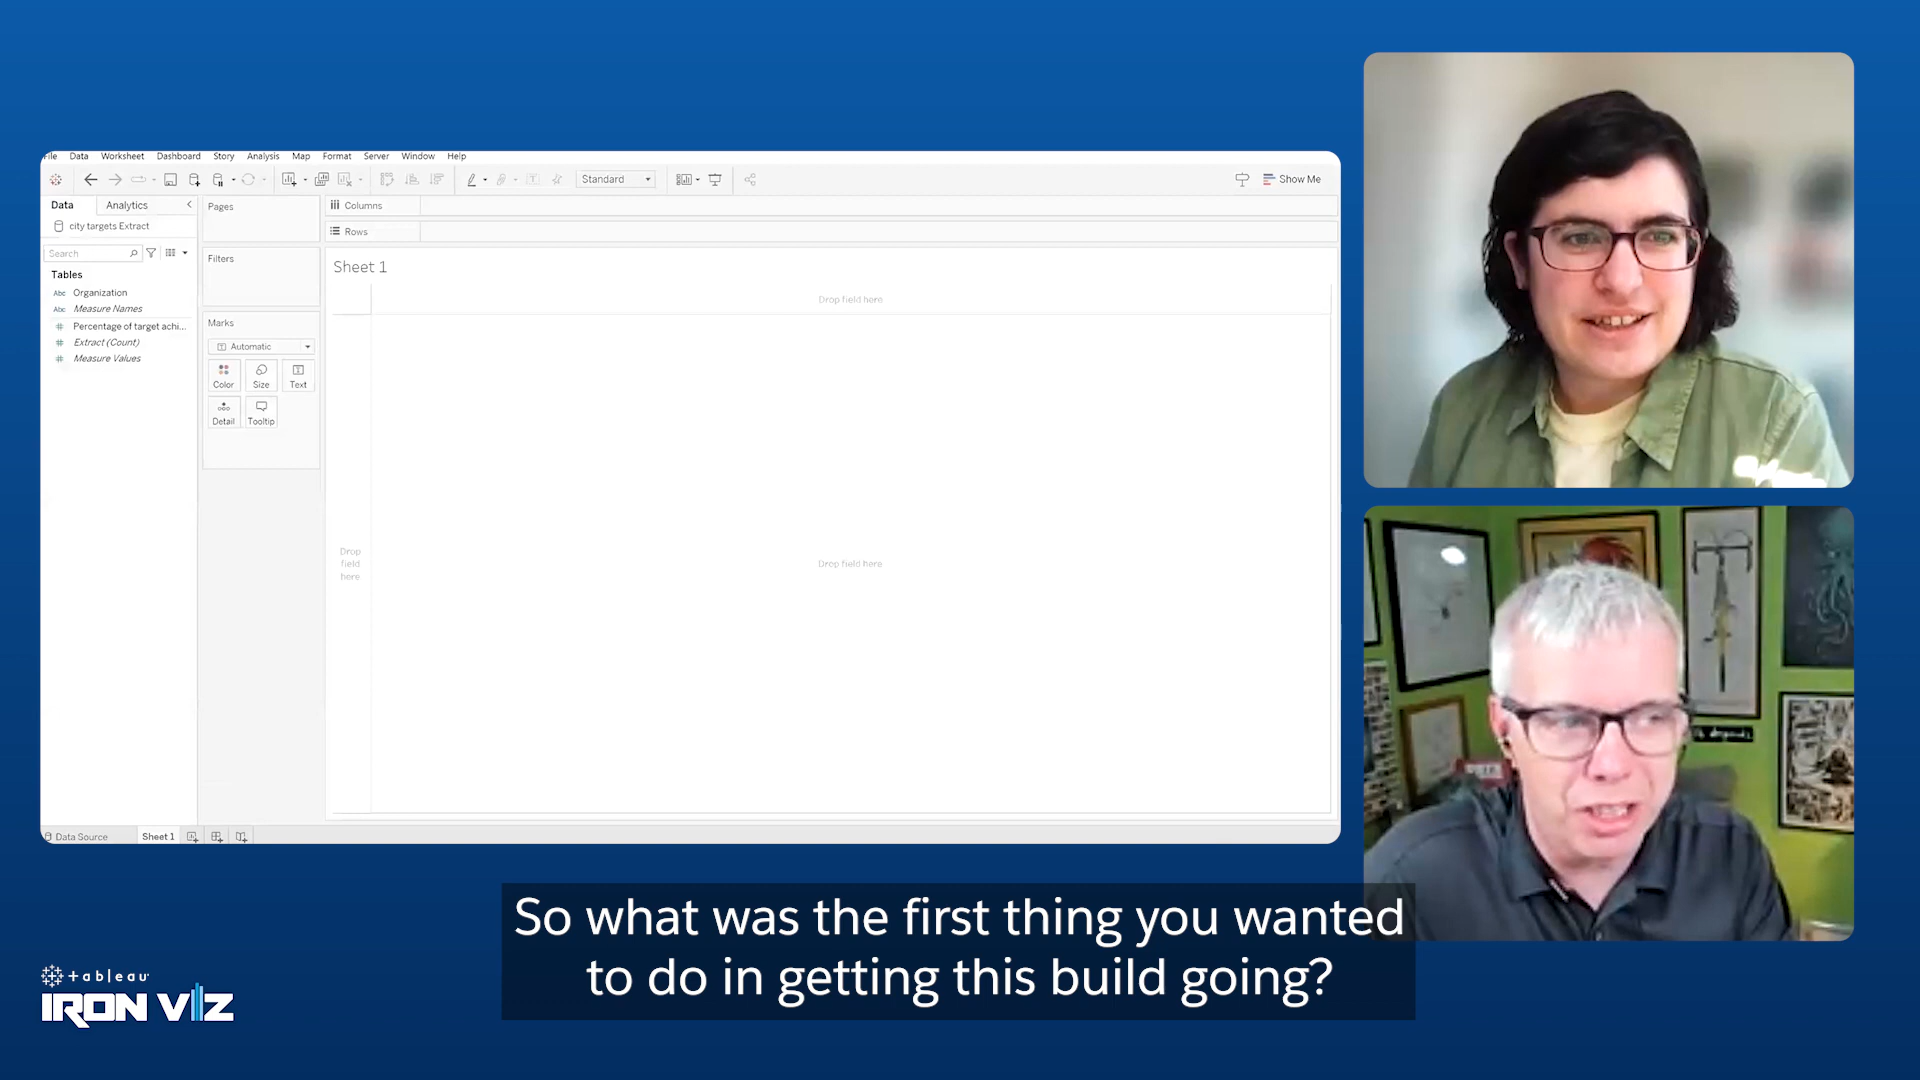 File Data Worksheet Dashboard Story Analysis Map Format Server Window Help
Standard
Show Me
Data Analytics
city targets Extract
Search
Tables
Abc Organization
Abc Measure Names
# Percentage of target achi...
# Extract (Count)
# Measure Values
Pages
Filters
Marks
Automatic
Color Size Text
Detail Tooltip
Columns
Rows
Sheet 1
Drop field here
Drop
field
here
Drop field here
Data Source Sheet 1
So what was the first thing you wanted
to do in getting this build going?
+ableau
IRON VIZ